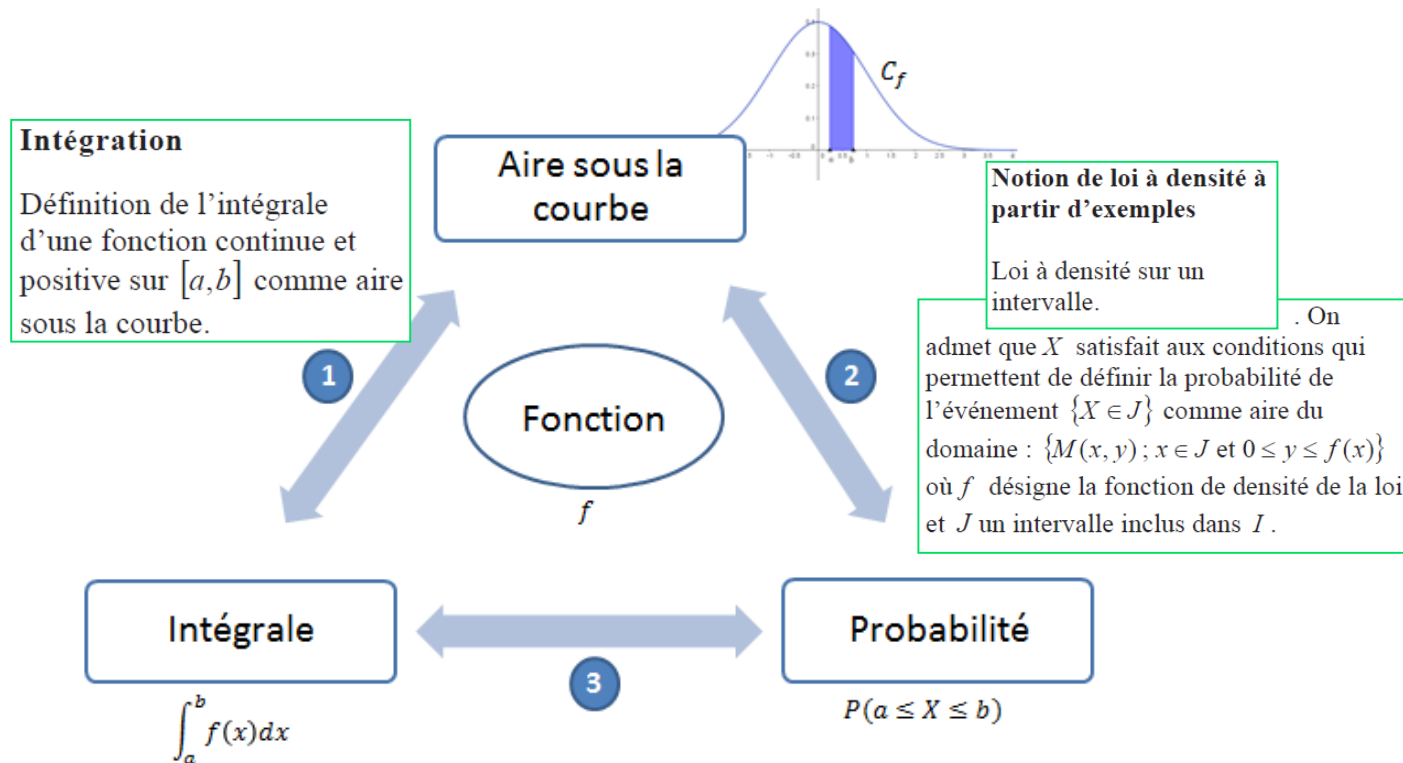 C_f
Intégration
Définition de l'intégrale
d'une fonction continue et
positive sur [a,b] comme aire
sous la courbe.
Aire sous la
courbe
Notion de loi à densité à
partir d'exemples
Loi à densité sur un
intervalle.
. On
admet que X satisfait aux conditions qui
permettent de définir la probabilité de
l'événement {X ∈ J} comme aire du
domaine : {M(x, y) ; x ∈ J et 0 ≤ y ≤ f(x)}
où f désigne la fonction de densité de la loi
et J un intervalle inclus dans I .
1
2
Fonction
f
Intégrale
Probabilité
3
∫_a^b f(x)dx
P(a ≤ X ≤ b)